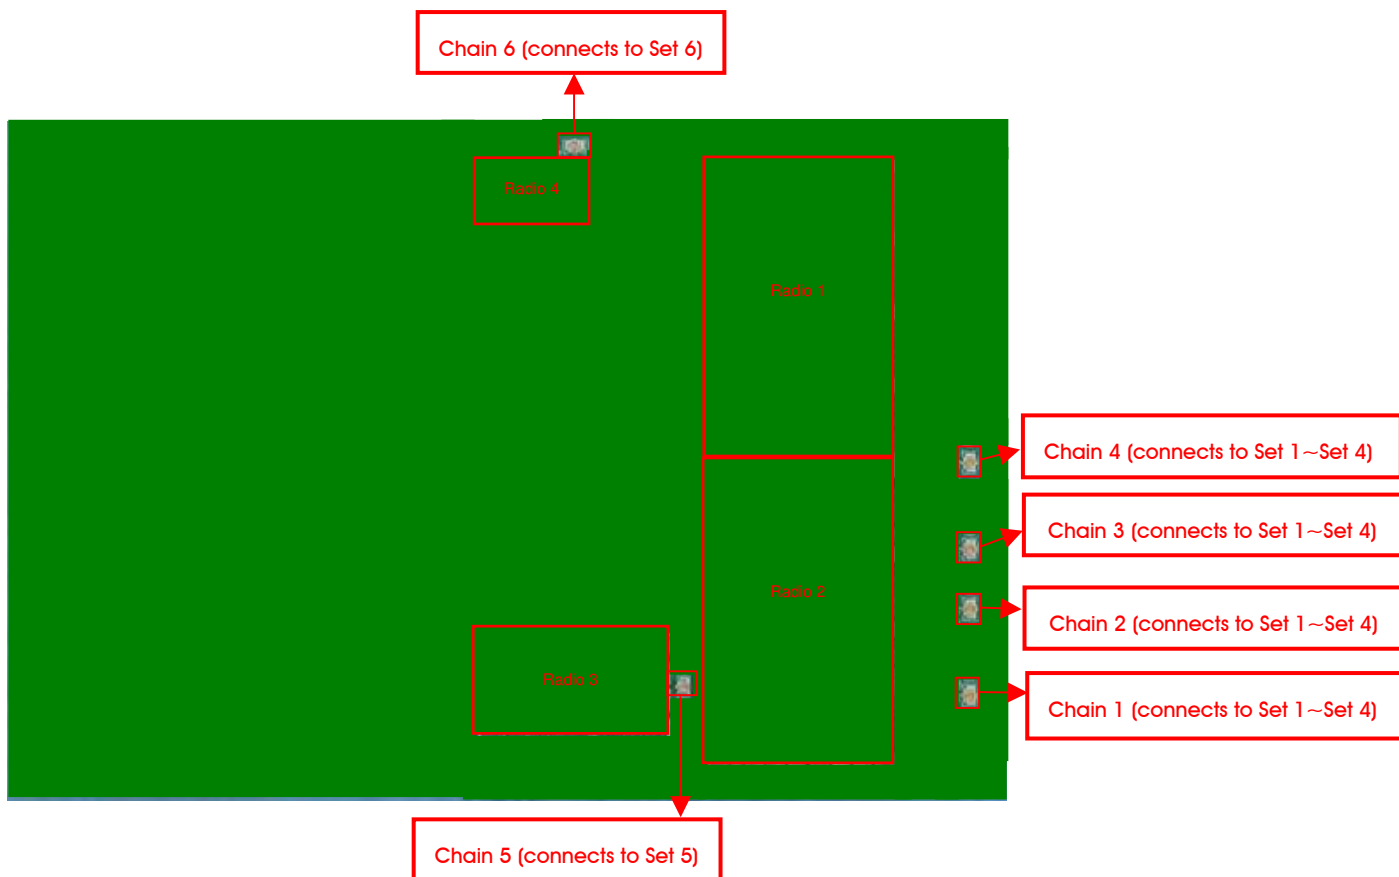 Chain 6 (connects to Set 6)
Radio 4
Radio 1
Chain 4 (connects to Set 1~Set 4)
Chain 3 (connects to Set 1~Set 4)
Radio 2
Chain 2 (connects to Set 1~Set 4)
Radio 3
Chain 1 (connects to Set 1~Set 4)
Chain 5 (connects to Set 5)